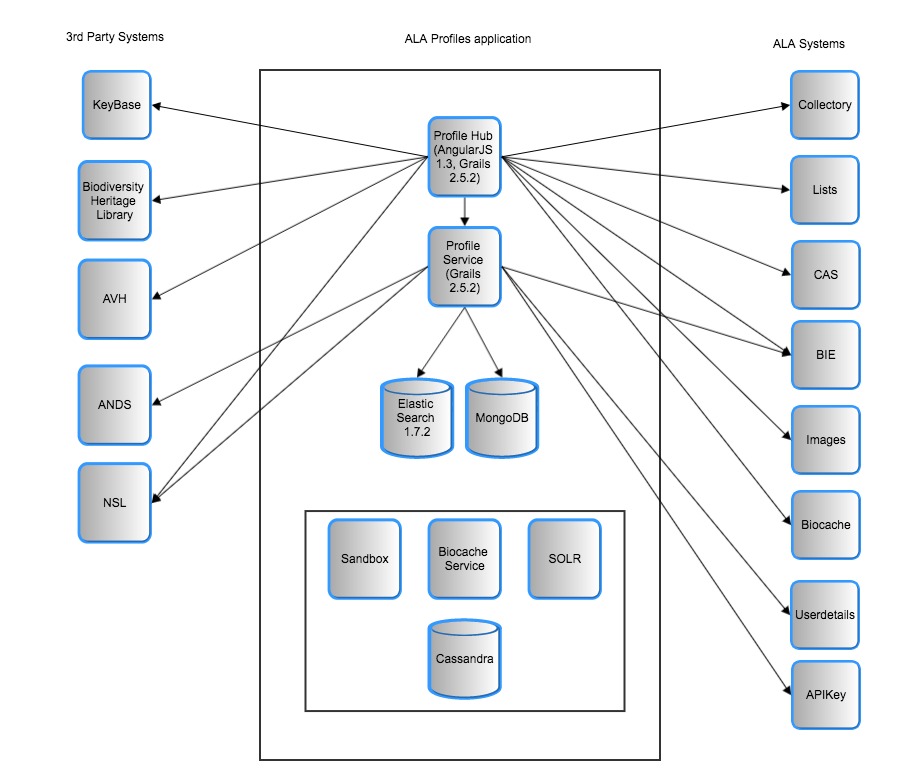 3rd Party Systems
ALA Profiles application
ALA Systems
KeyBase
Biodiversity
Heritage
Library
AVH
ANDS
NSL
Profile Hub
(AngularJS
1.3, Grails
2.5.2)
Profile
Service
(Grails
2.5.2)
Elastic
Search
1.7.2
MongoDB
Sandbox
Biocache
Service
SOLR
Cassandra
Collectory
Lists
CAS
BIE
Images
Biocache
Userdetails
APIKey